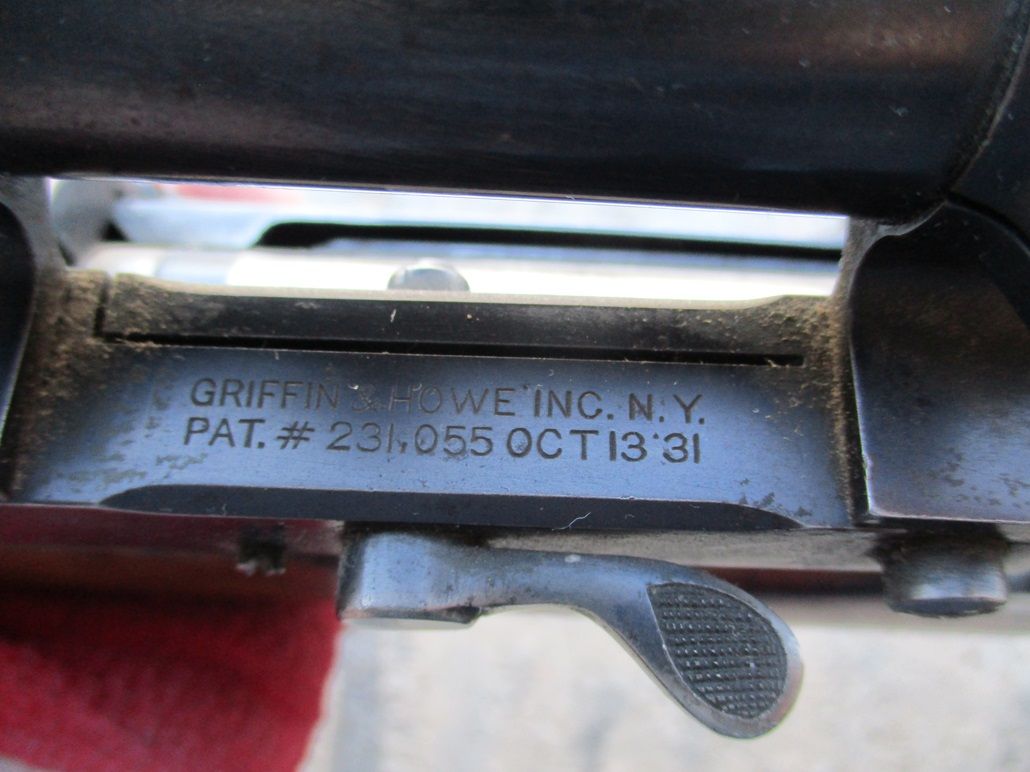 GRIFFIN & HOWE INC. N.Y.
PAT. # 231,055 OCT 13 31